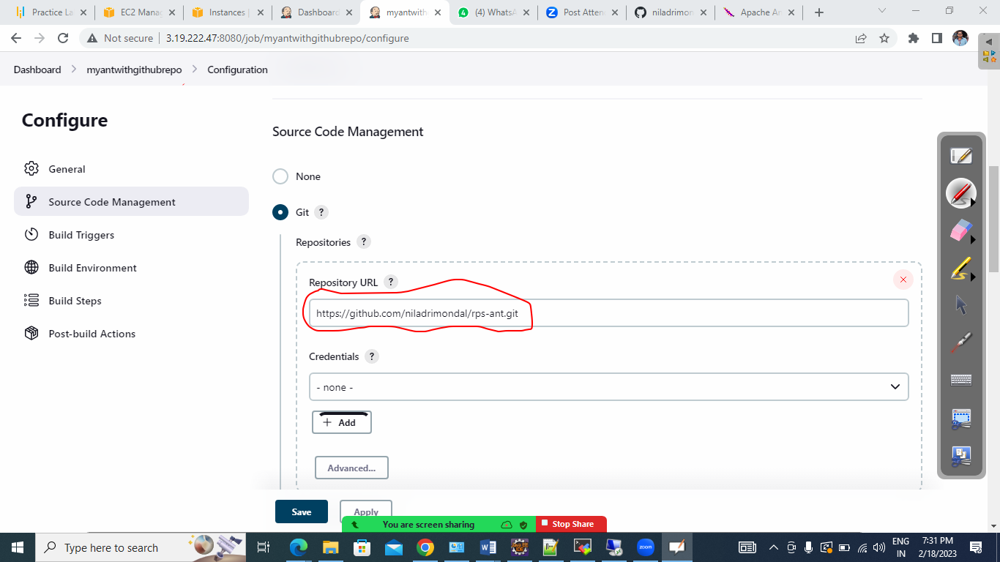 Practice La
EC2 Manag
Instances |
Dashboard
myantwith
(4) WhatsA
Post Atten
niladrimon
Apache An
Not secure 3.19.222.47:8080/job/myantwithgithubrepo/configure
Dashboard > myantwithgithubrepo > Configuration
Configure
General
Source Code Management
Build Triggers
Build Environment
Build Steps
Post-build Actions
Source Code Management
None
Git ?
Repositories ?
Repository URL ?
https://github.com/niladrimondal/rps-ant.git
Credentials ?
- none -
+ Add
Advanced...
Save
Apply
You are screen sharing
Stop Share
Type here to search
zoom
ENG
IN
7:31 PM
2/18/2023